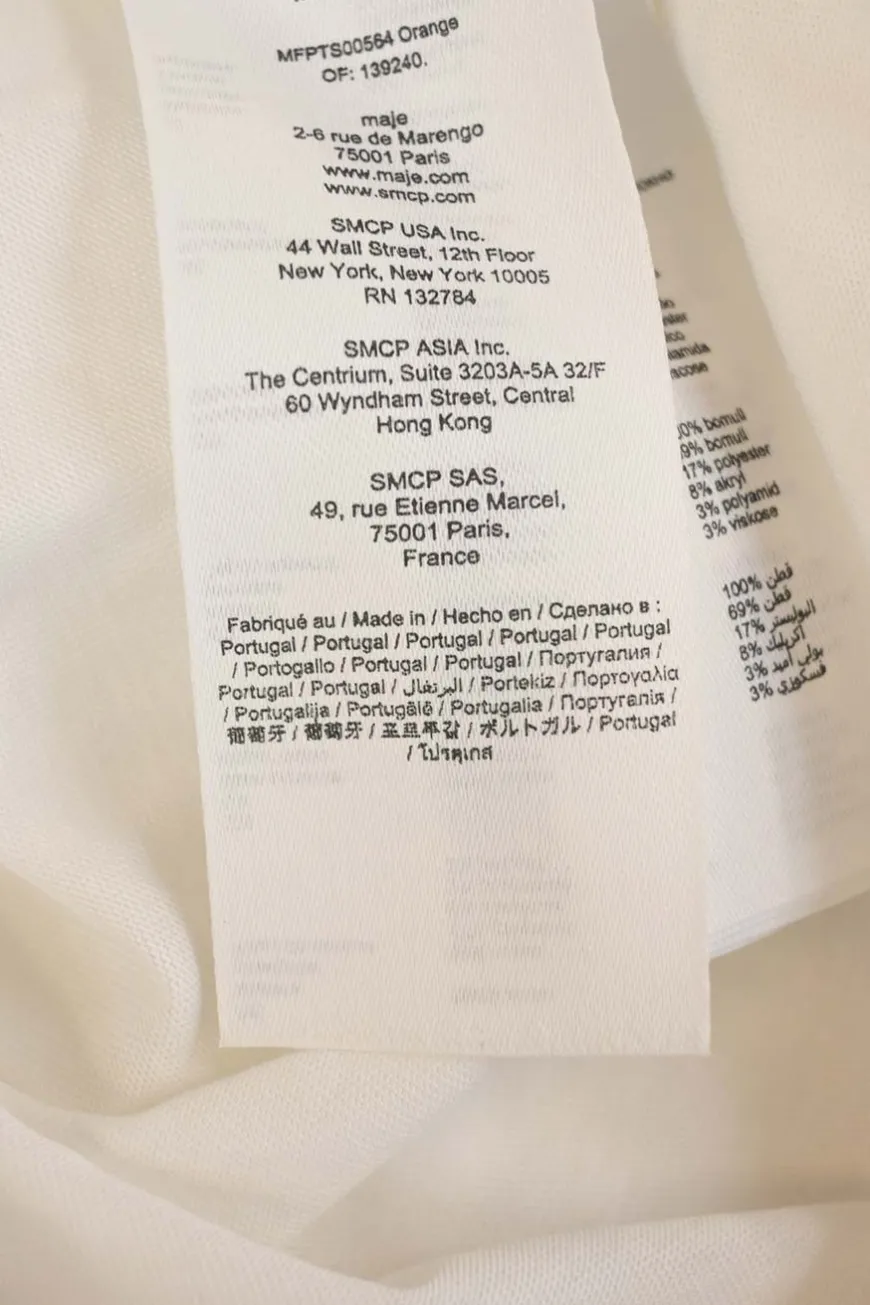 MFPTS00564 Orange
OF: 139240.
maje
2-6 rue de Marengo
75001 Paris
www.maje.com
www.smcp.com
SMCP USA Inc.
44 Wall Street, 12th Floor
New York, New York 10005
RN 132784
SMCP ASIA Inc.
The Centrium, Suite 3203A-5A 32/F
60 Wyndham Street, Central
Hong Kong
SMCP SAS,
49, rue Etienne Marcel,
75001 Paris,
France
Fabriqué au / Made in / Hecho en / Сделано в :
Portugal / Portugal / Portugal / Portugal / Portugal
/ Portogallo / Portugal / Portugal / Португалия /
Portugal / Portugal / البرتغال / Portekiz / Πορτογαλία
/ Portugalija / Portugālē / Portugalia / Португалія /
葡萄牙 / 葡萄牙 / 포르투갈 / ポルトガル / Portugal
/ โปรตุเกส
0% bomull
9% bomull
17% polyester
8% akryl
3% polyamid
3% viskose
100% قطن
69% قطن
17% البوليستر
8% أكريليك
3% بولي أميد
3% فسكوزي